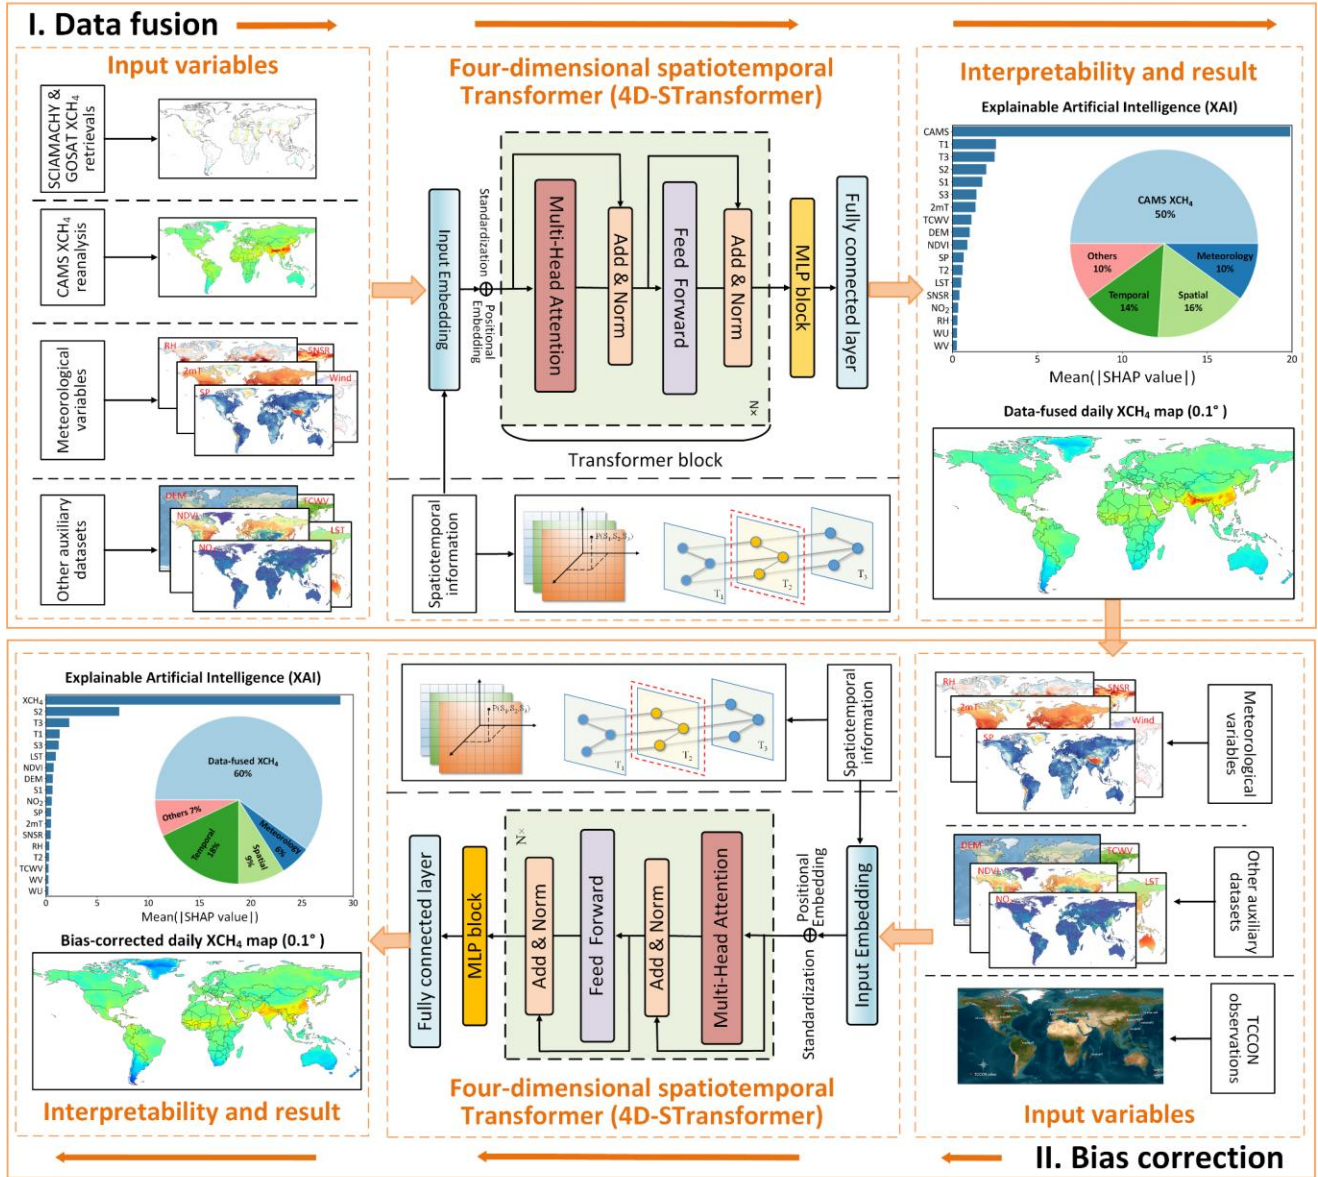 I. Data fusion
Input variables
SCIAMACHY &
GOSAT XCH₄
retrievals
CAMS XCH₄
reanalysis
Meteorological
variables
RH
SNSR
2mT
Wind
SP
Other auxiliary
datasets
DEM
TCWV
NDVI
LST
NO₂
Four-dimensional spatiotemporal
Transformer (4D-STransformer)
Input Embedding
Standardization
Positional
Embedding
Multi-Head Attention
Add & Norm
Feed Forward
Add & Norm
N×
MLP block
Fully connected layer
Transformer block
Spatiotemporal
information
P(S₁,S₂,S₃)
T₁
T₂
T₃
Interpretability and result
Explainable Artificial Intelligence (XAI)
CAMS
T1
T3
S2
S1
S3
2mT
TCWV
DEM
NDVI
SP
T2
LST
SNSR
NO₂
RH
WU
WV
0 5 10 15 20
Mean(|SHAP value|)
CAMS XCH₄
50%
Others
10%
Meteorology
10%
Temporal
14%
Spatial
16%
Data-fused daily XCH₄ map (0.1° )
Explainable Artificial Intelligence (XAI)
XCH₄
S2
T3
T1
S3
LST
NDVI
DEM
S1
NO₂
SP
2mT
SNSR
RH
T2
TCWV
WV
WU
0 5 10 15 20 25 30
Mean(|SHAP value|)
Data-fused XCH₄
60%
Others 7%
Temporal
18%
Spatial
9%
Meteorology
6%
Bias-corrected daily XCH₄ map (0.1° )
Interpretability and result
P(S₁,S₂,S₃)
T₁
T₂
T₃
Spatiotemporal
information
Fully connected layer
MLP block
N×
Add & Norm
Feed Forward
Add & Norm
Multi-Head Attention
Standardization
Positional
Embedding
Input Embedding
Four-dimensional spatiotemporal
Transformer (4D-STransformer)
RH
SNSR
2mT
Wind
SP
Meteorological
variables
DEM
TCWV
NDVI
LST
NO₂
Other auxiliary
datasets
TCCON
observations
Input variables
II. Bias correction